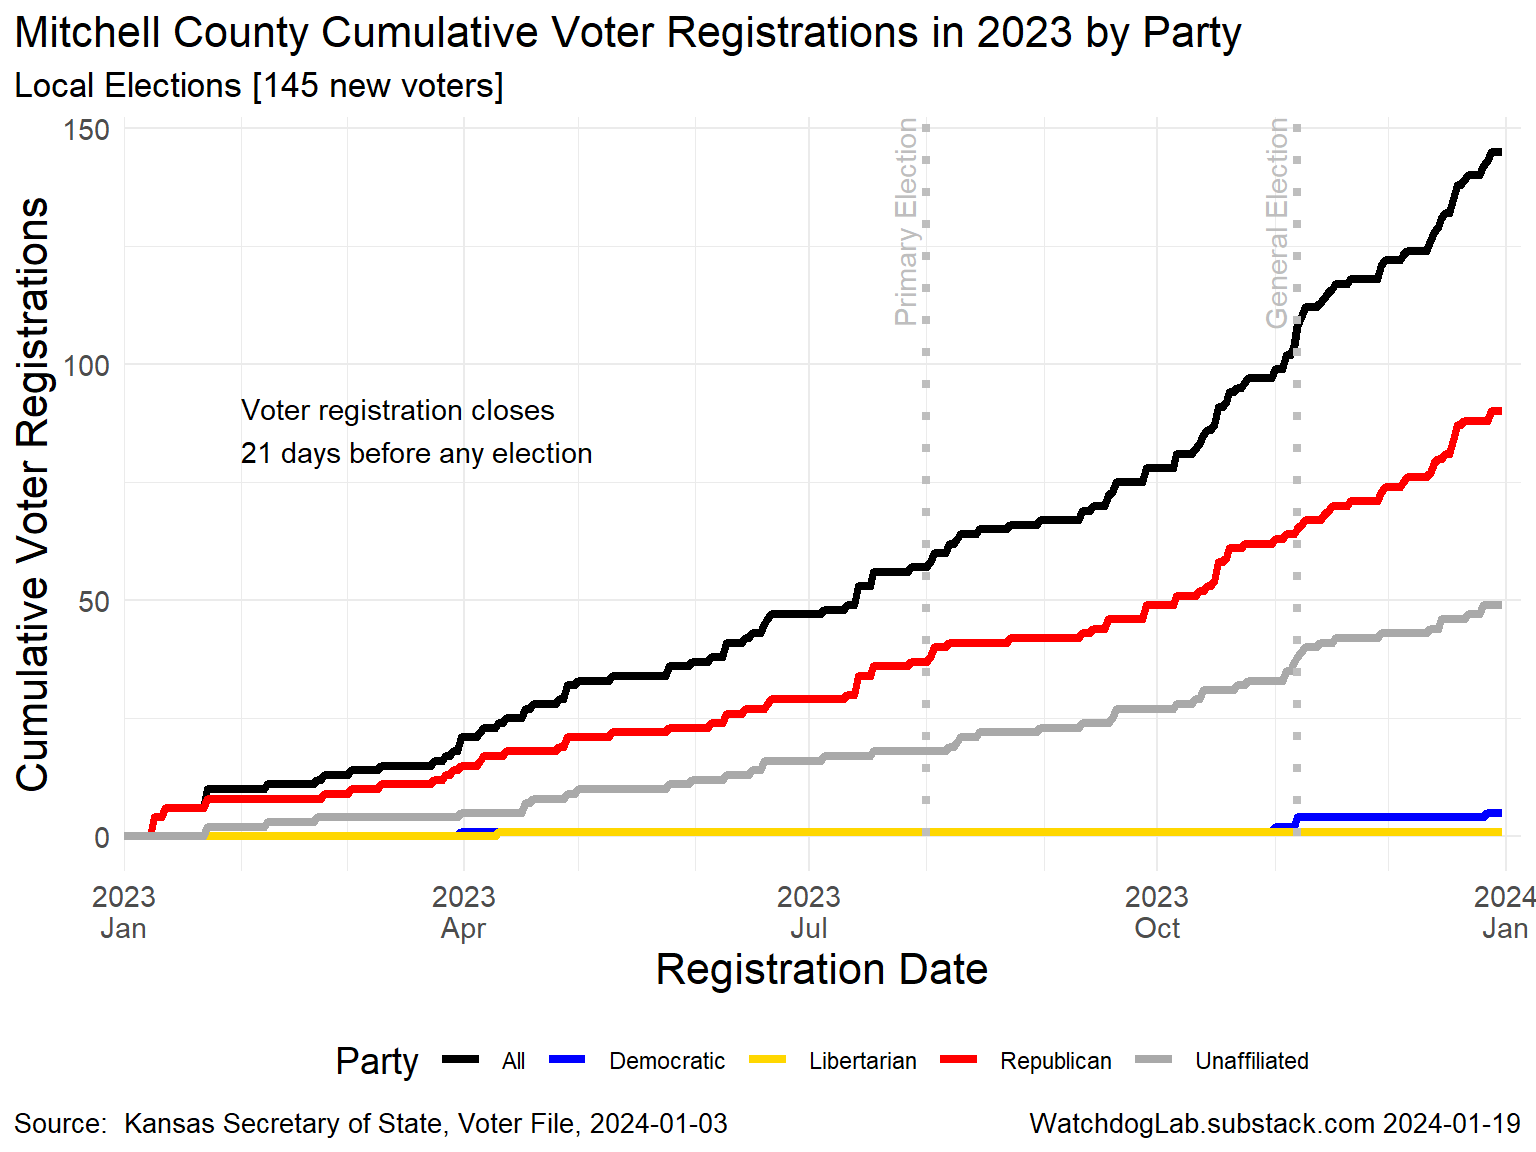 Mitchell County Cumulative Voter Registrations in 2023 by Party
Local Elections [145 new voters]
Cumulative Voter Registrations
150
100
50
0
Primary Election
General Election
Voter registration closes
21 days before any election
2023
Jan
2023
Apr
2023
Jul
2023
Oct
2024
Jan
Registration Date
Party
All
Democratic
Libertarian
Republican
Unaffiliated
Source:  Kansas Secretary of State, Voter File, 2024-01-03
WatchdogLab.substack.com 2024-01-19